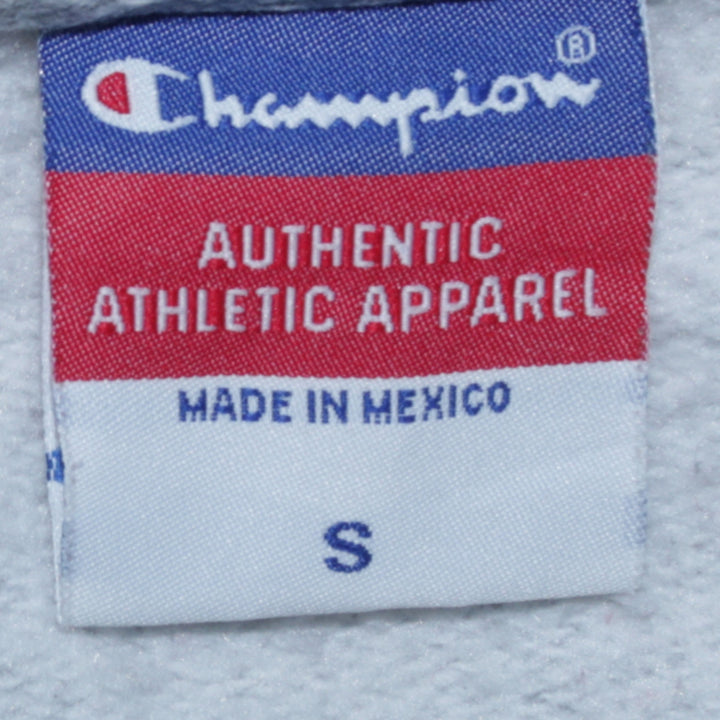 Champion®
AUTHENTIC
ATHLETIC APPAREL
MADE IN MEXICO
S